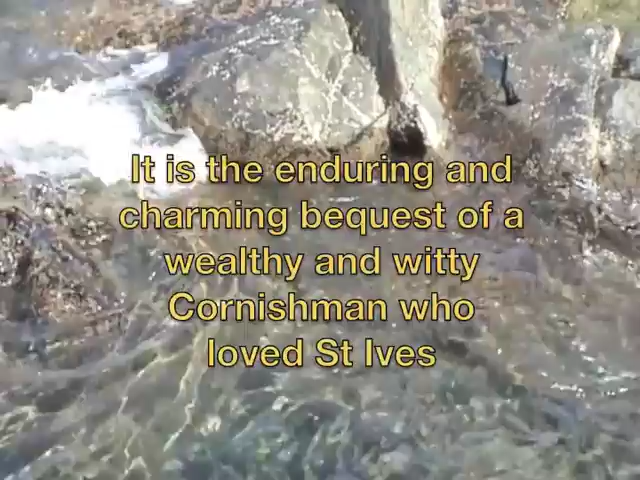 It is the enduring and
charming bequest of a
wealthy and witty
Cornishman who
loved St Ives